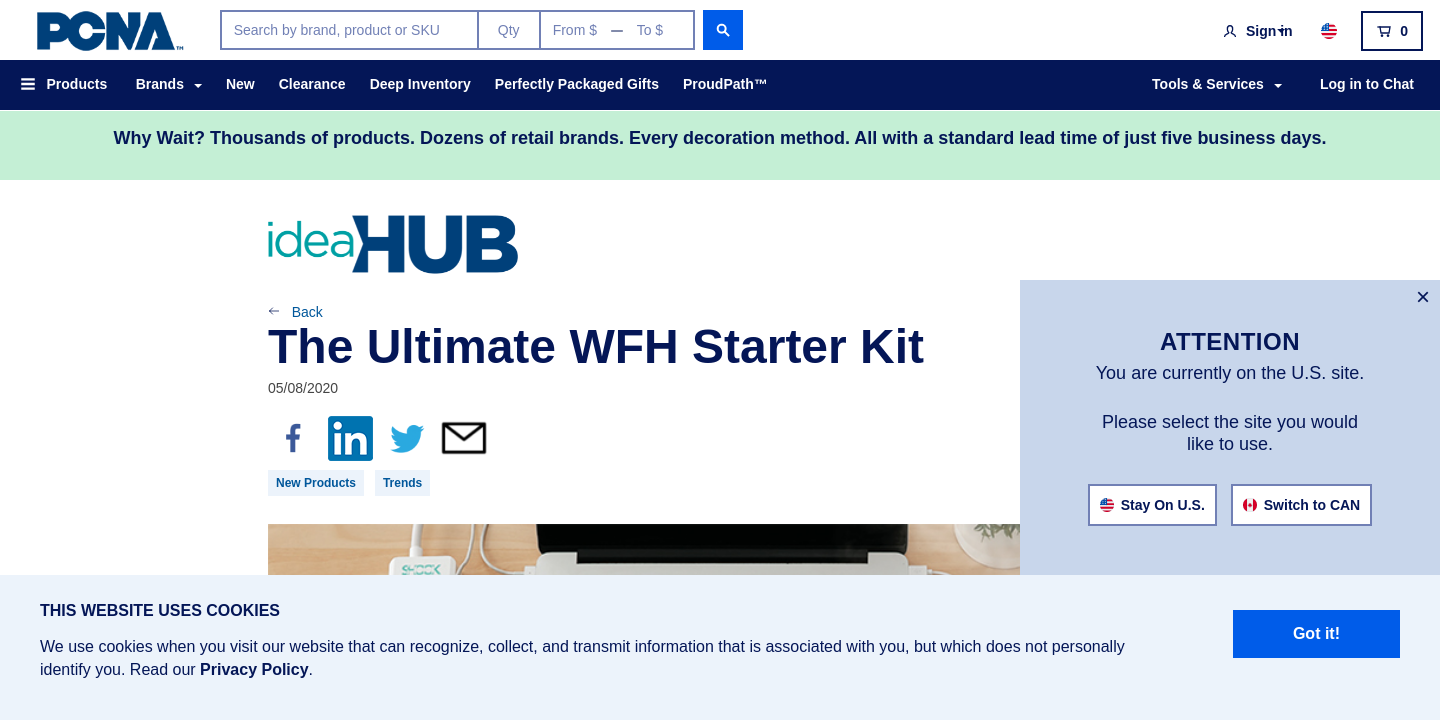 PCNA™
Search by brand, product or SKU Qty From $ — To $
Sign In 0
Products Brands New Clearance Deep Inventory Perfectly Packaged Gifts ProudPath™ Tools & Services Log in to Chat
Why Wait? Thousands of products. Dozens of retail brands. Every decoration method. All with a standard lead time of just five business days.
ideaHUB
Back
The Ultimate WFH Starter Kit
05/08/2020
f in
New Products Trends
×
ATTENTION
You are currently on the U.S. site.
Please select the site you would
like to use.
Stay On U.S. Switch to CAN
THIS WEBSITE USES COOKIES
We use cookies when you visit our website that can recognize, collect, and transmit information that is associated with you, but which does not personally
identify you. Read our Privacy Policy.
Got it!